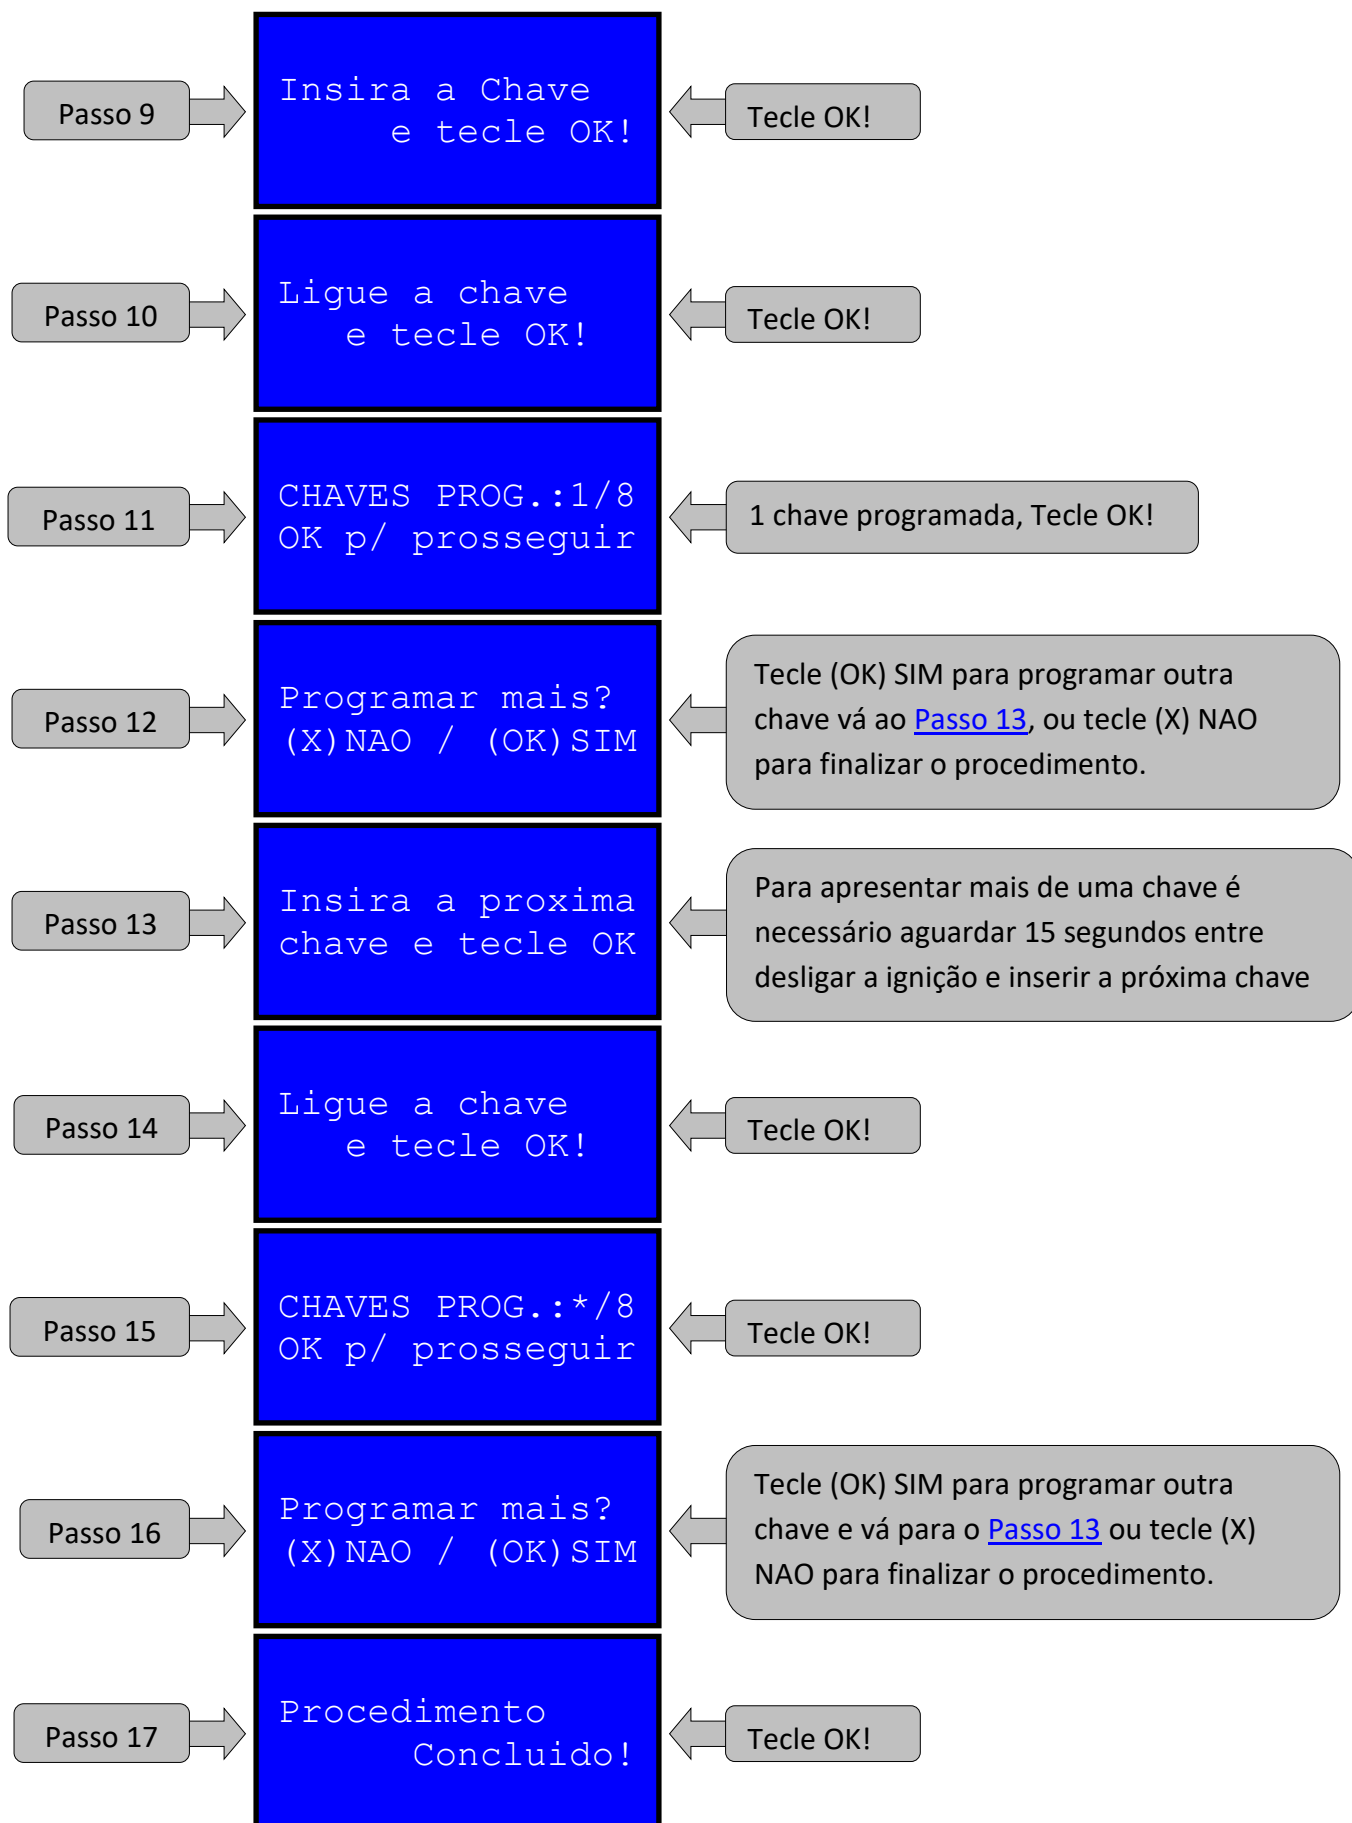 Passo 9
Insira a Chave
e tecle OK!
Tecle OK!
Passo 10
Ligue a chave
e tecle OK!
Tecle OK!
Passo 11
CHAVES PROG.:1/8
OK p/ prosseguir
1 chave programada, Tecle OK!
Passo 12
Programar mais?
(X)NAO / (OK)SIM
Tecle (OK) SIM para programar outra
chave vá ao Passo 13, ou tecle (X) NAO
para finalizar o procedimento.
Passo 13
Insira a proxima
chave e tecle OK
Para apresentar mais de uma chave é
necessário aguardar 15 segundos entre
desligar a ignição e inserir a próxima chave
Passo 14
Ligue a chave
e tecle OK!
Tecle OK!
Passo 15
CHAVES PROG.:*/8
OK p/ prosseguir
Tecle OK!
Passo 16
Programar mais?
(X)NAO / (OK)SIM
Tecle (OK) SIM para programar outra
chave e vá para o Passo 13 ou tecle (X)
NAO para finalizar o procedimento.
Passo 17
Procedimento
Concluido!
Tecle OK!